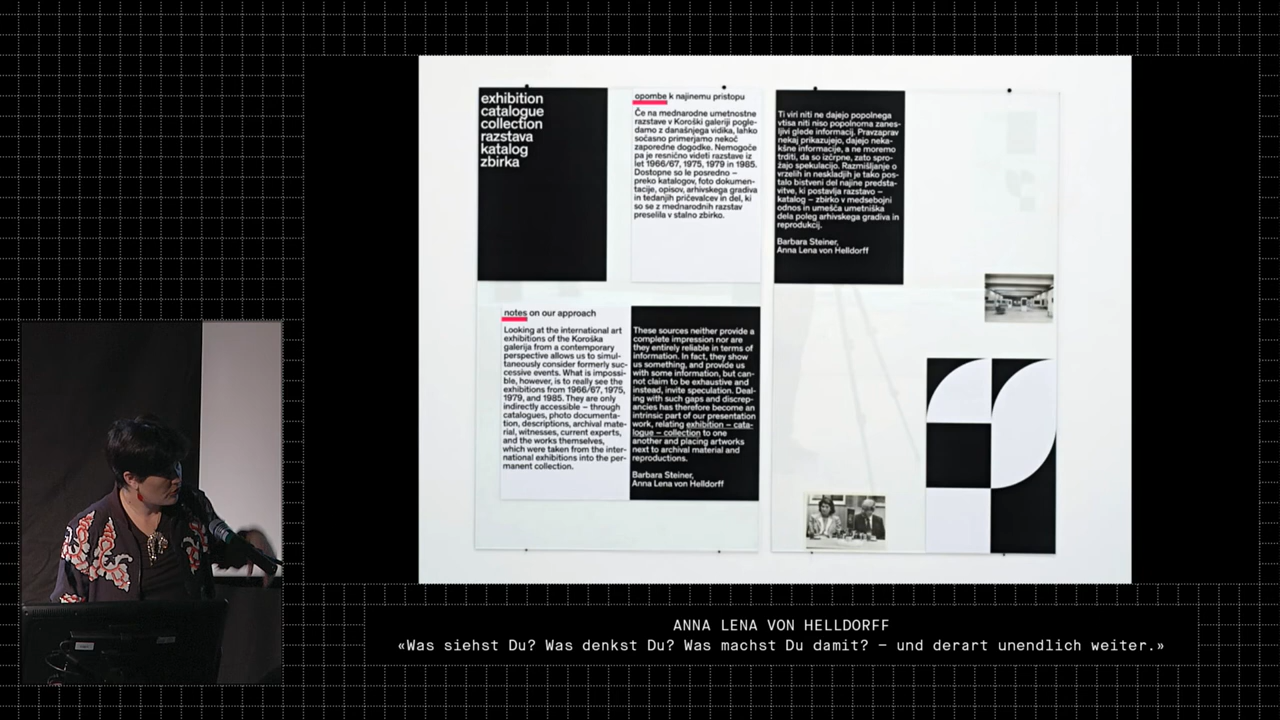 exhibition
catalogue
collection
razstava
katalog
zbirka
opombe k najinemu pristopu
Če na mednarodne umetnostne
razstave v Koroški galeriji pogle-
damo z današnjega vidika, lahko
sočasno primerjamo nekoč
zaporedne dogodke. Nemogoče
pa je resnično videti razstave iz
let 1966/67, 1975, 1979 in 1985.
Dostopne so le posredno –
preko katalogov, foto dokumen-
tacije, opisov, arhivskega gradiva
in tedanjih pričevalcev in del, ki
so se z mednarodnih razstav
preselila v stalno zbirko.
Ti viri niti ne dajejo popolnega
vtisa niti niso popolnoma zanes-
ljivi glede informacij. Pravzaprav
nekaj prikazujejo, dajejo neka-
kšne informacije, a ne moremo
trditi, da so izčrpne, zato spro-
žajo spekulacijo. Razmišljanje o
vrzelih in neskladjih je tako pos-
talo bistveni del najine predsta-
vitve, ki postavlja razstavo –
katalog – zbirko v medsebojni
odnos in umešča umetniška
dela poleg arhivskega gradiva in
reprodukcij.
Barbara Steiner,
Anna Lena von Helldorff
notes on our approach
Looking at the international art
exhibitions of the Koroška
galerija from a contemporary
perspective allows us to simul-
taneously consider formerly suc-
cessive events. What is impossi-
ble, however, is to really see the
exhibitions from 1966/67, 1975,
1979, and 1985. They are only
indirectly accessible – through
catalogues, photo documenta-
tion, descriptions, archival mate-
rial, witnesses, current experts,
and the works themselves,
which were taken from the inter-
national exhibitions into the per-
manent collection.
These sources neither provide a
complete impression nor are
they entirely reliable in terms of
information. In fact, they show
us something, and provide us
with some information, but can-
not claim to be exhaustive and
instead, invite speculation. Deal-
ing with such gaps and discrep-
ancies has therefore become an
intrinsic part of our presentation
work, relating exhibition – cata-
logue – collection to one
another and placing artworks
next to archival material and
reproductions.
Barbara Steiner,
Anna Lena von Helldorff
ANNA LENA VON HELLDORFF
«Was siehst Du? Was denkst Du? Was machst Du damit? – und derart unendlich weiter.»